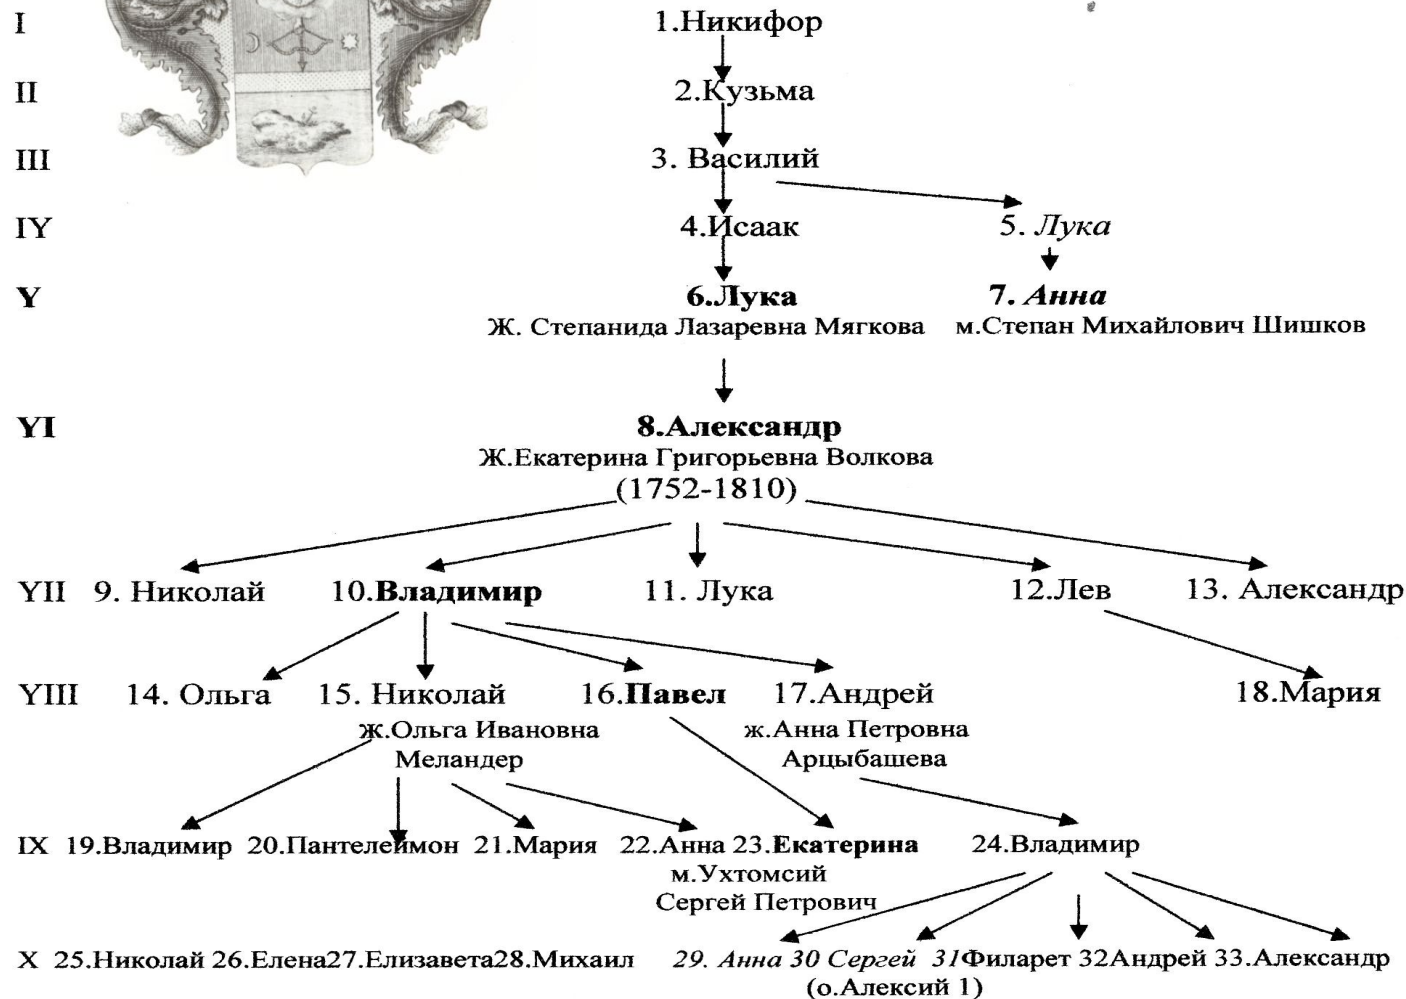 I 1.Никифор
II 2.Кузьма
III 3. Василий
IY 4.Исаак 5. Лука
Y 6.Лука 7. Анна
Ж. Степанида Лазаревна Мягкова м.Степан Михайлович Шишков
YI 8.Александр
Ж.Екатерина Григорьевна Волкова
(1752-1810)
YII 9. Николай 10.Владимир 11. Лука 12.Лев 13. Александр
YIII 14. Ольга 15. Николай 16.Павел 17.Андрей 18.Мария
ж.Ольга Ивановна ж.Анна Петровна
Меландер Арцыбашева
IX 19.Владимир 20.Пантелеймон 21.Мария 22.Анна 23.Екатерина 24.Владимир
м.Ухтомсий
Сергей Петрович
X 25.Николай 26.Елена27.Елизавета28.Михаил 29. Анна 30 Сергей 31Филарет 32Андрей 33.Александр
(о.Алексий 1)